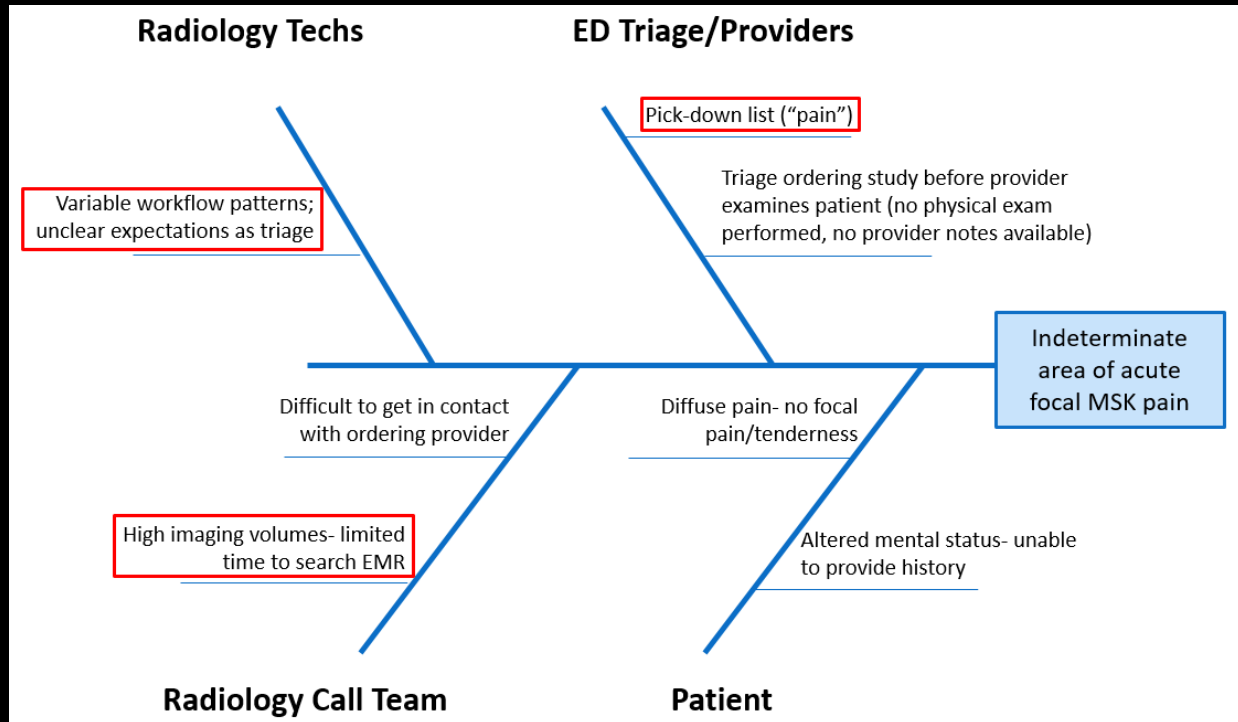 Radiology Techs
ED Triage/Providers
Pick-down list (“pain”)
Variable workflow patterns;
unclear expectations as triage
Triage ordering study before provider
examines patient (no physical exam
performed, no provider notes available)
Indeterminate
area of acute
focal MSK pain
Difficult to get in contact
with ordering provider
Diffuse pain- no focal
pain/tenderness
High imaging volumes- limited
time to search EMR
Altered mental status- unable
to provide history
Radiology Call Team
Patient